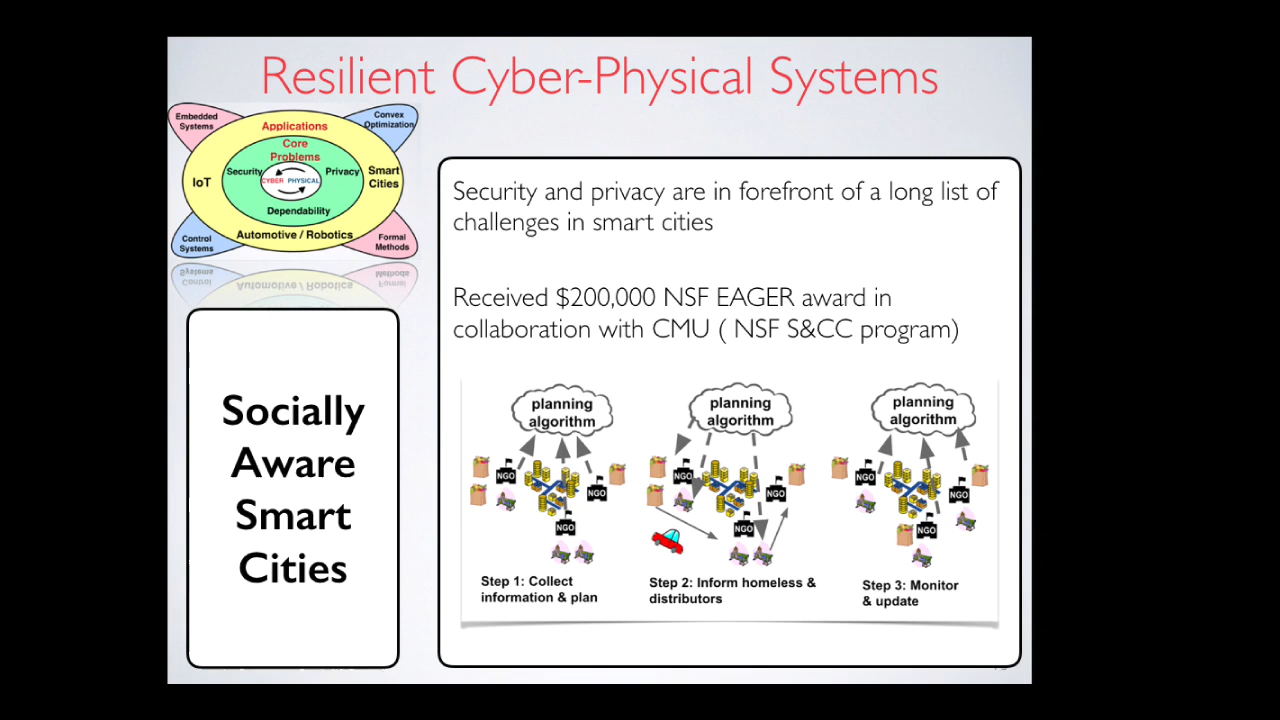 Resilient Cyber-Physical Systems
Embedded
Systems
Convex
Optimization
Applications
Core
Problems
Security
Privacy
IoT
CYBER PHYSICAL
Smart
Cities
Dependability
Automotive / Robotics
Control
Systems
Formal
Methods
Socially
Aware
Smart
Cities
Security and privacy are in forefront of a long list of
challenges in smart cities
Received $200,000 NSF EAGER award in
collaboration with CMU ( NSF S&CC program)
planning
algorithm
NGO
NGO
NGO
Step 1: Collect
information & plan
planning
algorithm
NGO
NGO
NGO
Step 2: Inform homeless &
distributors
planning
algorithm
NGO
NGO
NGO
Step 3: Monitor
& update